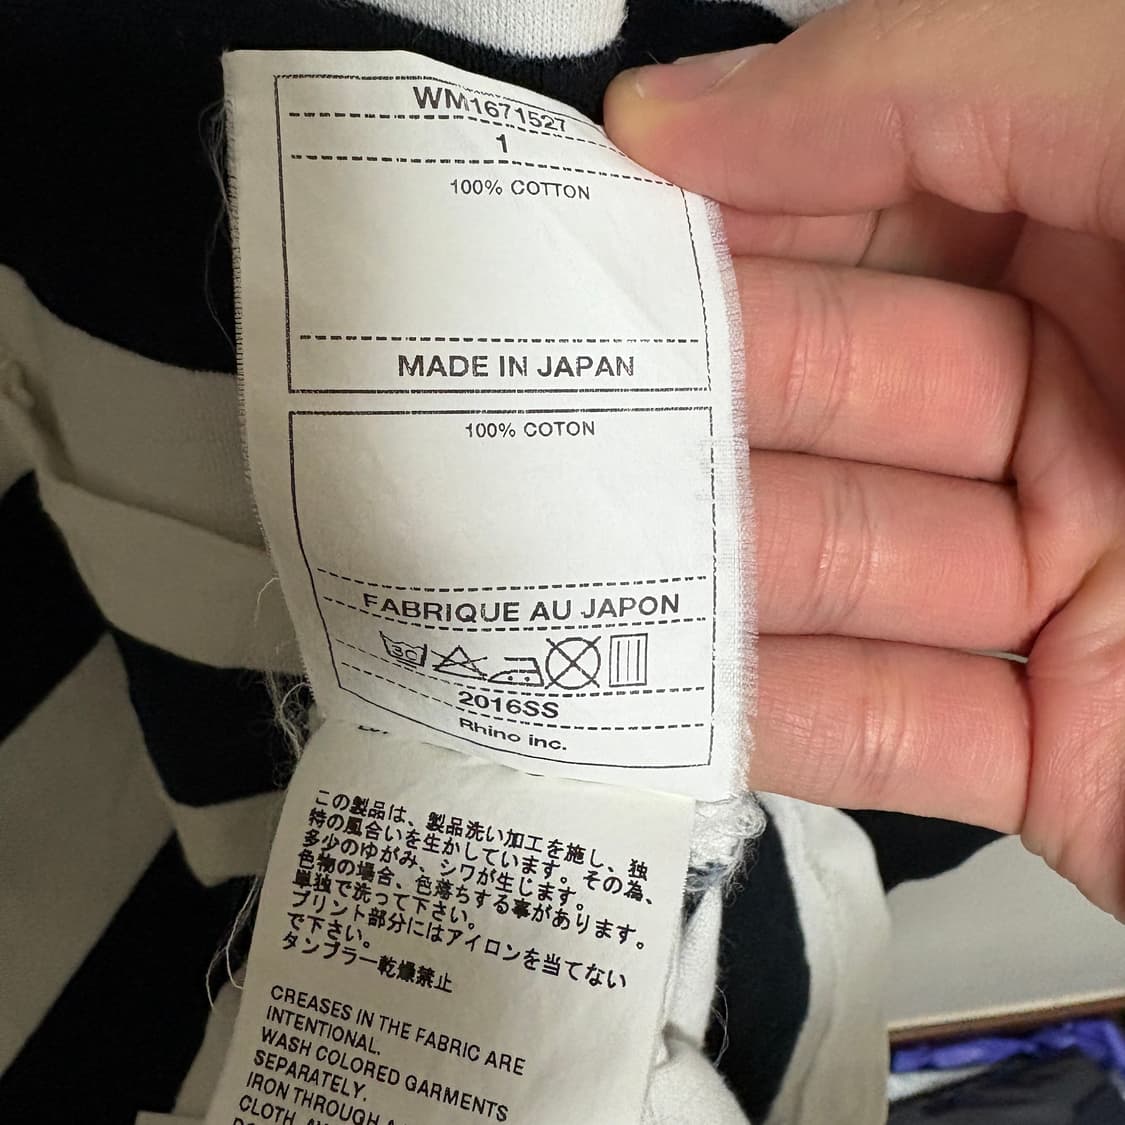 WM1671527
1
100% COTTON
MADE IN JAPAN
100% COTON
FABRIQUE AU JAPON
30
2016SS
Rhino inc.
この製品は、製品洗い加工を施し、独
特の風合いを生かしています。その為、
多少のゆがみ、シワが生じます。
色物の場合、色落ちする事があります。
単独で洗って下さい。
プリント部分にはアイロンを当てない
で下さい。
タンブラー乾燥禁止
CREASES IN THE FABRIC ARE
INTENTIONAL.
WASH COLORED GARMENTS
SEPARATELY.
IRON THROUGH
CLOTH